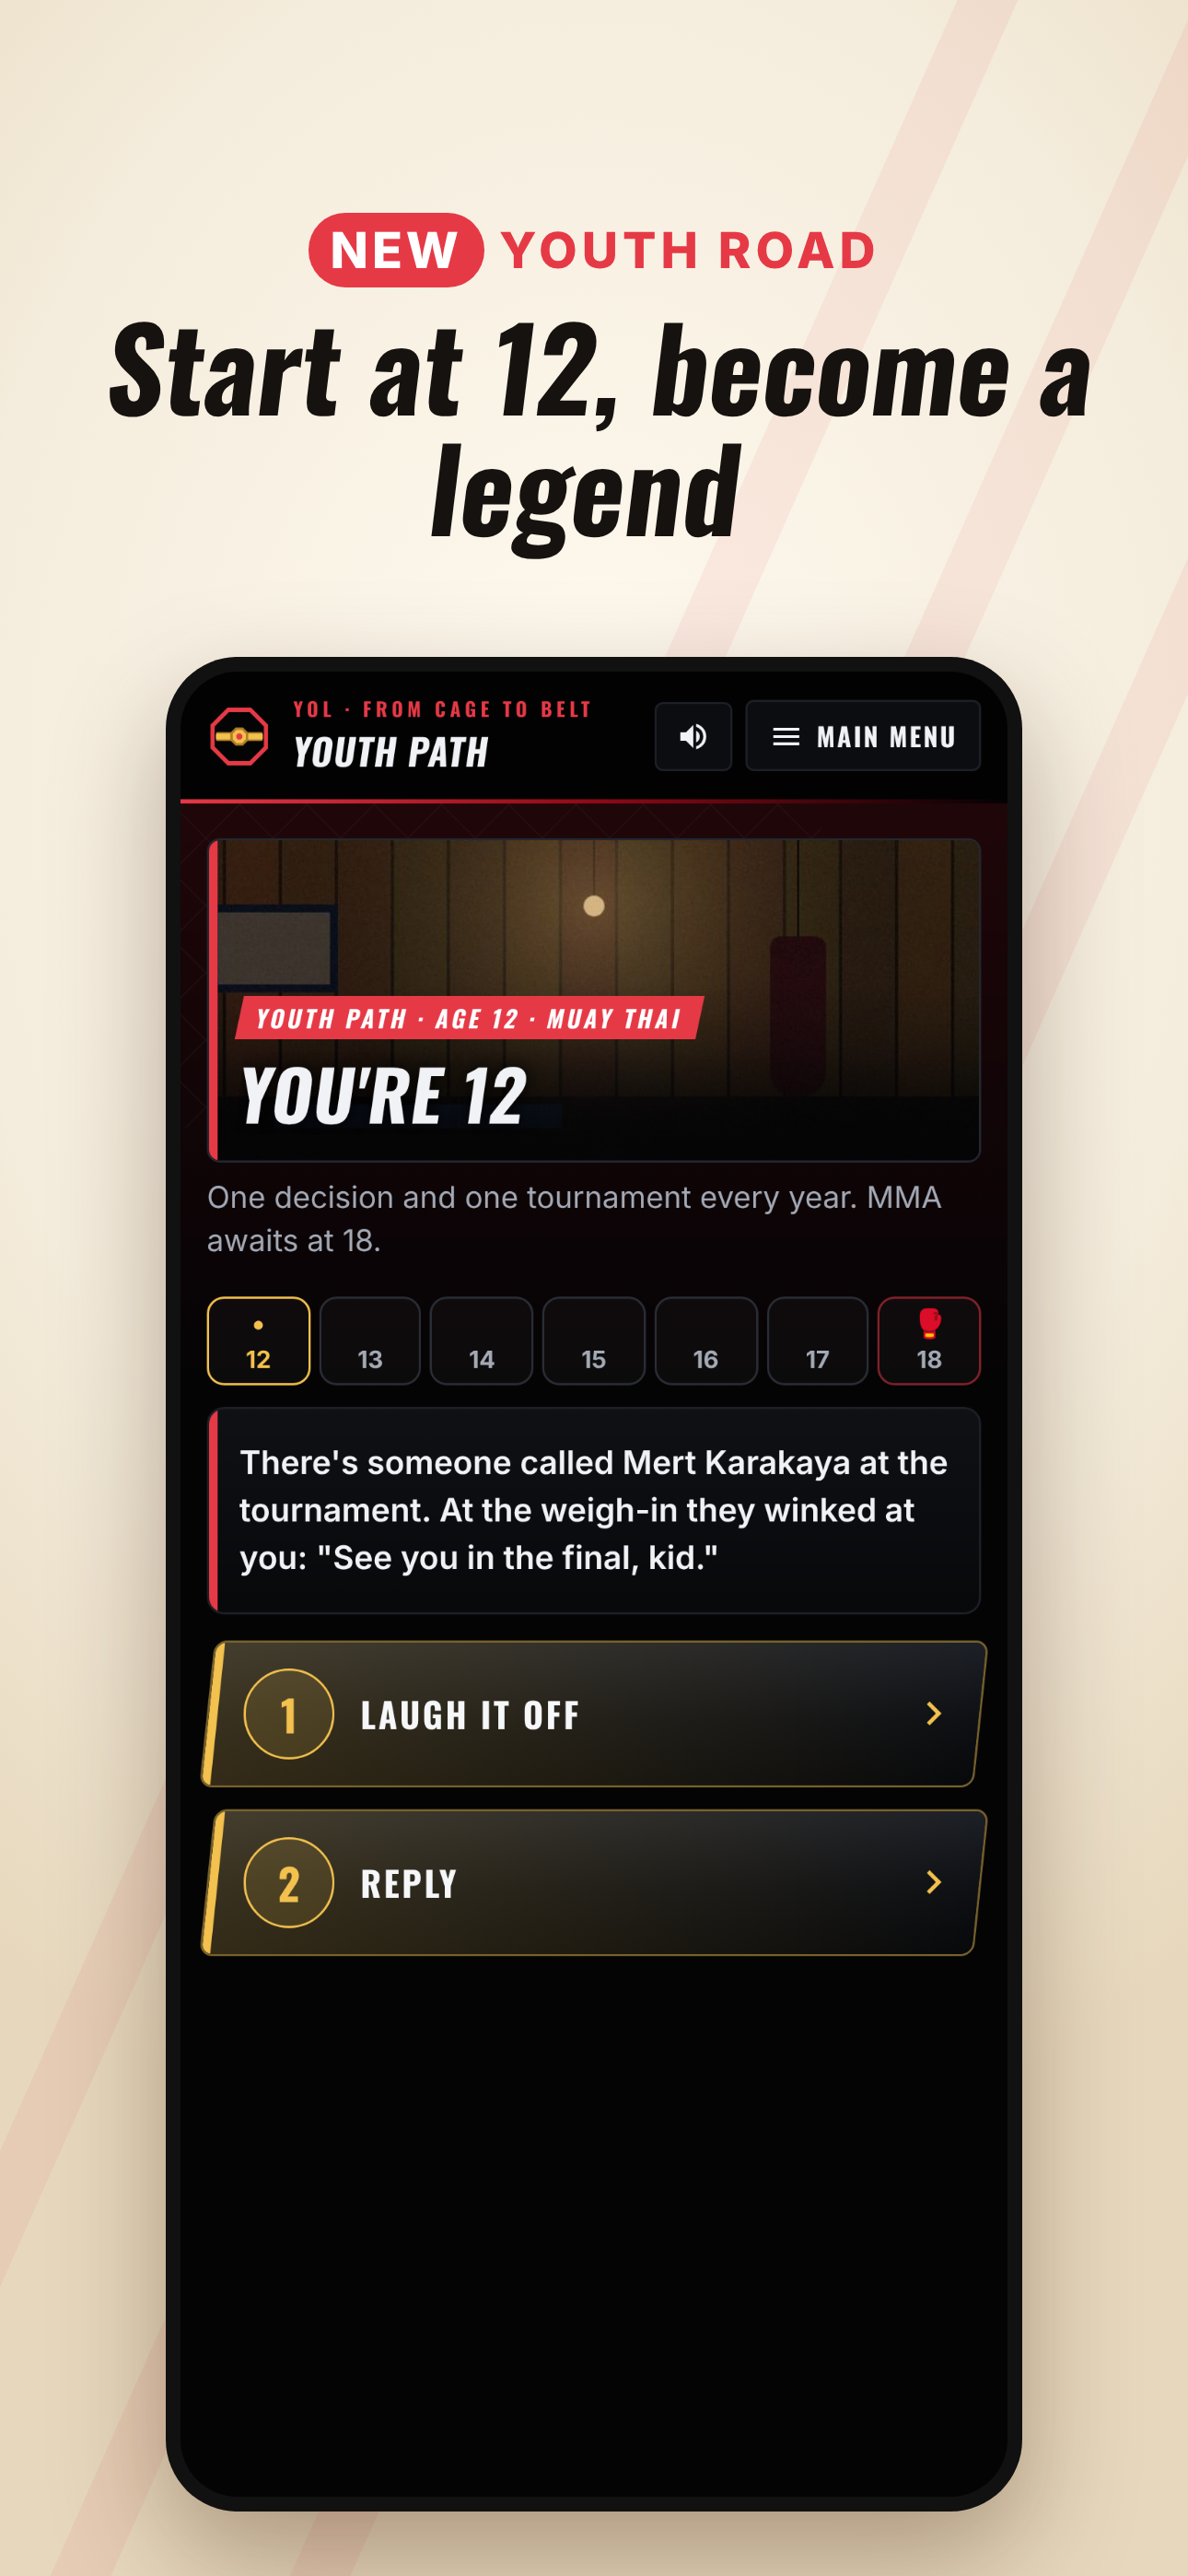 NEW YOUTH ROAD
Start at 12, become a
legend
YOL · FROM CAGE TO BELT
YOUTH PATH
MAIN MENU
YOUTH PATH · AGE 12 · MUAY THAI
YOU'RE 12
One decision and one tournament every year. MMA
awaits at 18.
12 13 14 15 16 17 18
There's someone called Mert Karakaya at the
tournament. At the weigh-in they winked at
you: "See you in the final, kid."
1 LAUGH IT OFF
2 REPLY